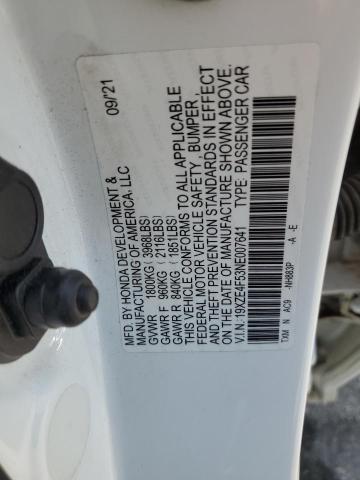 MFD. BY HONDA DEVELOPMENT & 09/'21
MANUFACTURING OF AMERICA, LLC
GVWR 1800KG (3968LBS)
GAWR F 960KG (2116LBS)
GAWR R 840KG (1851LBS)
THIS VEHICLE CONFORMS TO ALL APPLICABLE
FEDERAL MOTOR VEHICLE SAFETY, BUMPER,
AND THEFT PREVENTION STANDARDS IN EFFECT
ON THE DATE OF MANUFACTURE SHOWN ABOVE.
V.I.N.: 19XZE4F53NE007641 TYPE: PASSENGER CAR
TXM N AC9 -NH883P -A -E